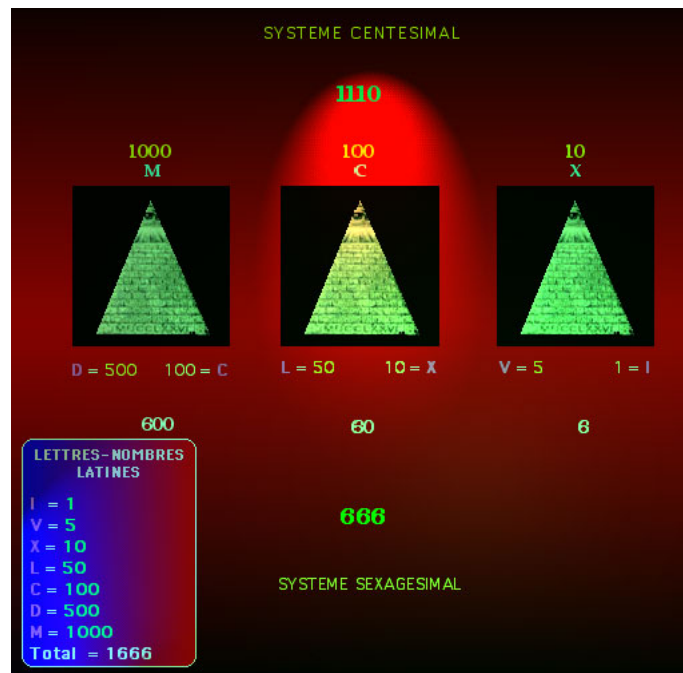 SYSTEME CENTESIMAL
1110
1000 100 10
M C X
D = 500 100 = C L = 50 10 = X V = 5 1 = I
600 60 6
LETTRES-NOMBRES
LATINES
I = 1
V = 5
X = 10
L = 50
C = 100
D = 500
M = 1000
Total = 1666
666
SYSTEME SEXAGESIMAL